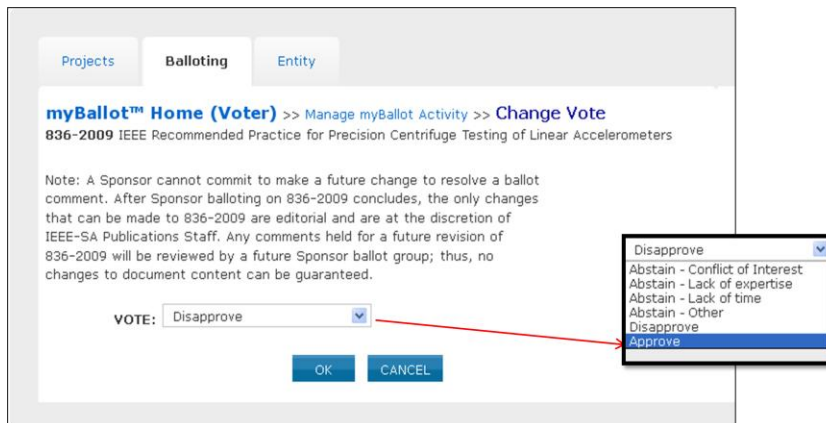 Projects Balloting Entity
myBallot™ Home (Voter) >> Manage myBallot Activity >> Change Vote
836-2009 IEEE Recommended Practice for Precision Centrifuge Testing of Linear Accelerometers
Note: A Sponsor cannot commit to make a future change to resolve a ballot
comment. After Sponsor balloting on 836-2009 concludes, the only changes
that can be made to 836-2009 are editorial and are at the discretion of
IEEE-SA Publications Staff. Any comments held for a future revision of
836-2009 will be reviewed by a future Sponsor ballot group; thus, no
changes to document content can be guaranteed.
VOTE: Disapprove
OK CANCEL
Disapprove
Abstain - Conflict of Interest
Abstain - Lack of expertise
Abstain - Lack of time
Abstain - Other
Disapprove
Approve